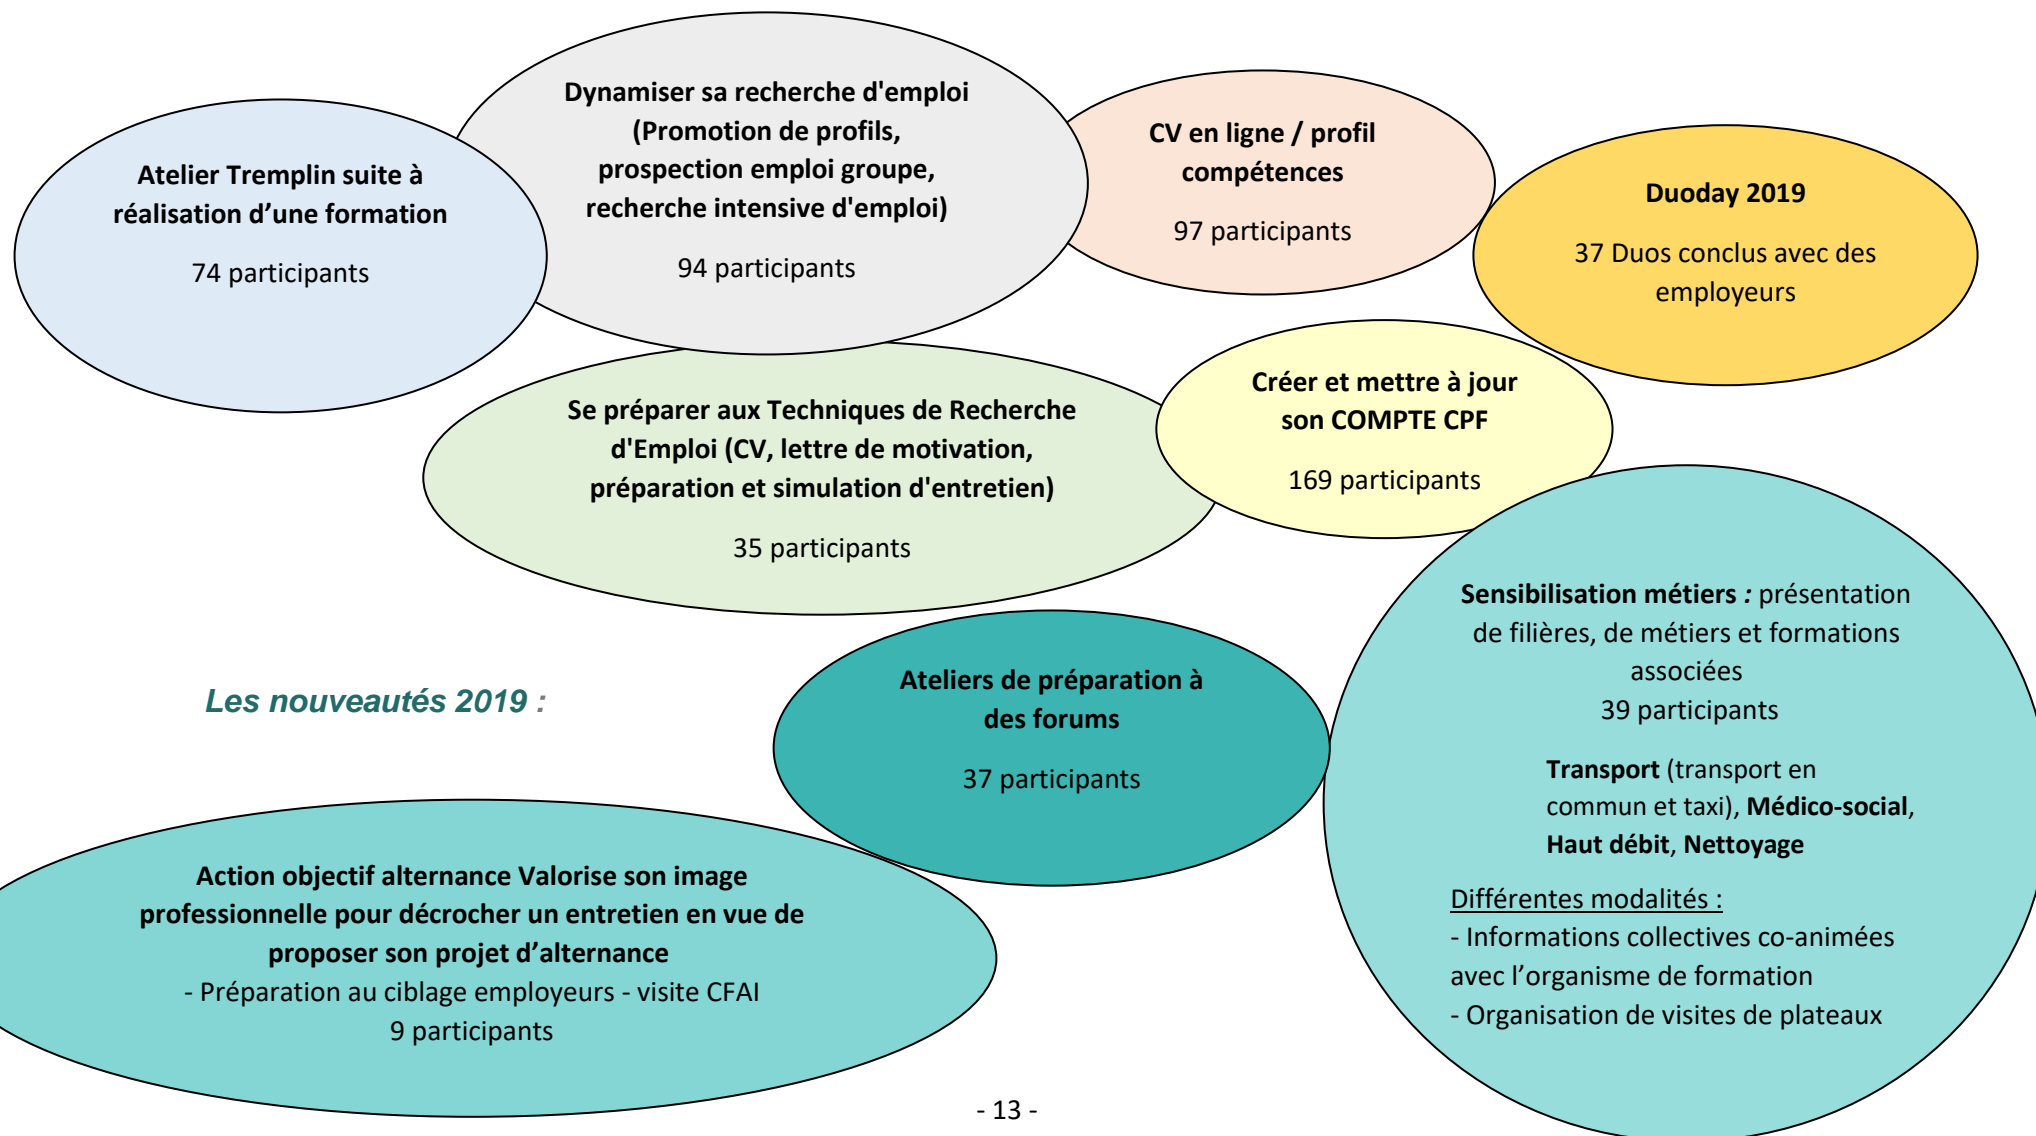 Atelier Tremplin suite à
réalisation d’une formation
74 participants
Dynamiser sa recherche d'emploi
(Promotion de profils,
prospection emploi groupe,
recherche intensive d'emploi)
94 participants
CV en ligne / profil
compétences
97 participants
Duoday 2019
37 Duos conclus avec des
employeurs
Se préparer aux Techniques de Recherche
d'Emploi (CV, lettre de motivation,
préparation et simulation d'entretien)
35 participants
Créer et mettre à jour
son COMPTE CPF
169 participants
Les nouveautés 2019 :
Ateliers de préparation à
des forums
37 participants
Sensibilisation métiers : présentation
de filières, de métiers et formations
associées
39 participants
Transport (transport en
commun et taxi), Médico-social,
Haut débit, Nettoyage
Différentes modalités :
- Informations collectives co-animées
avec l’organisme de formation
- Organisation de visites de plateaux
Action objectif alternance Valorise son image
professionnelle pour décrocher un entretien en vue de
proposer son projet d’alternance
- Préparation au ciblage employeurs - visite CFAI
9 participants
- 13 -